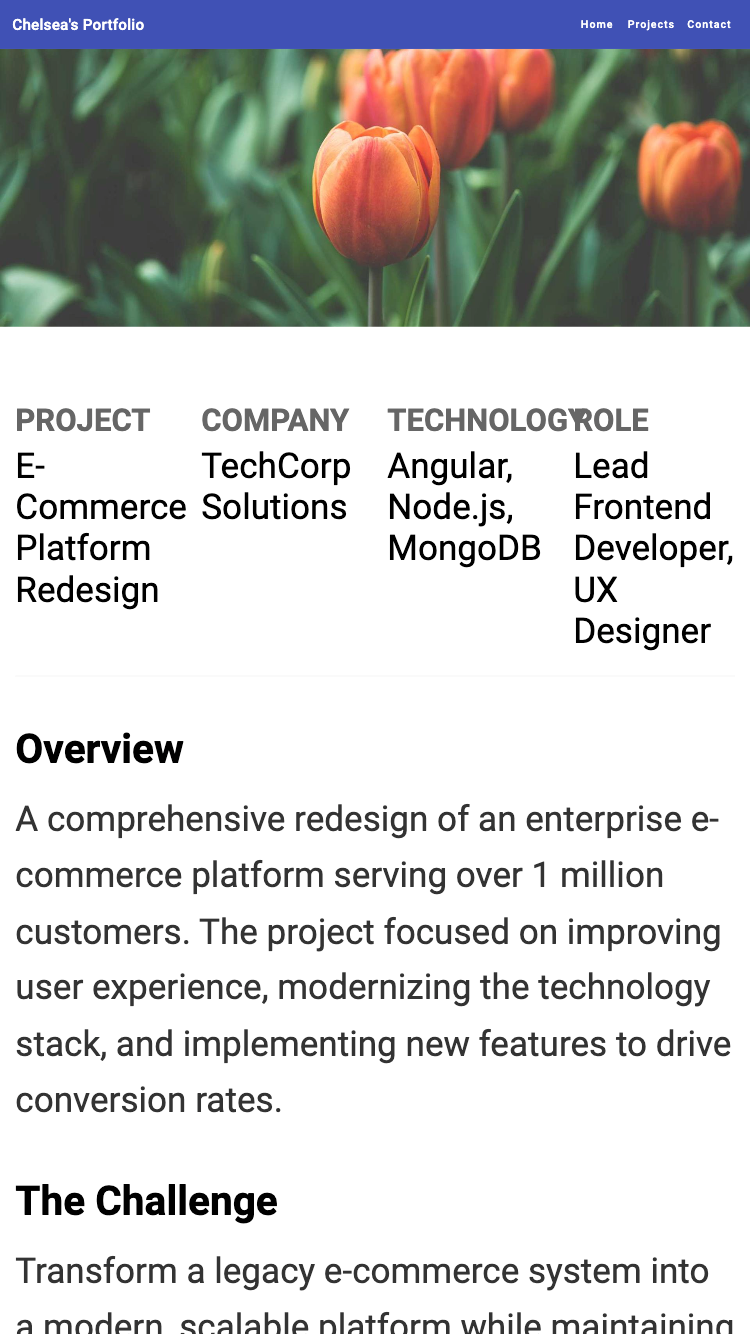 Chelsea's Portfolio
Home Projects Contact
PROJECT
E-
Commerce
Platform
Redesign
COMPANY
TechCorp
Solutions
TECHNOLOGY
Angular,
Node.js,
MongoDB
ROLE
Lead
Frontend
Developer,
UX
Designer
Overview
A comprehensive redesign of an enterprise e-
commerce platform serving over 1 million
customers. The project focused on improving
user experience, modernizing the technology
stack, and implementing new features to drive
conversion rates.
The Challenge
Transform a legacy e-commerce system into
a modern, scalable platform while maintaining